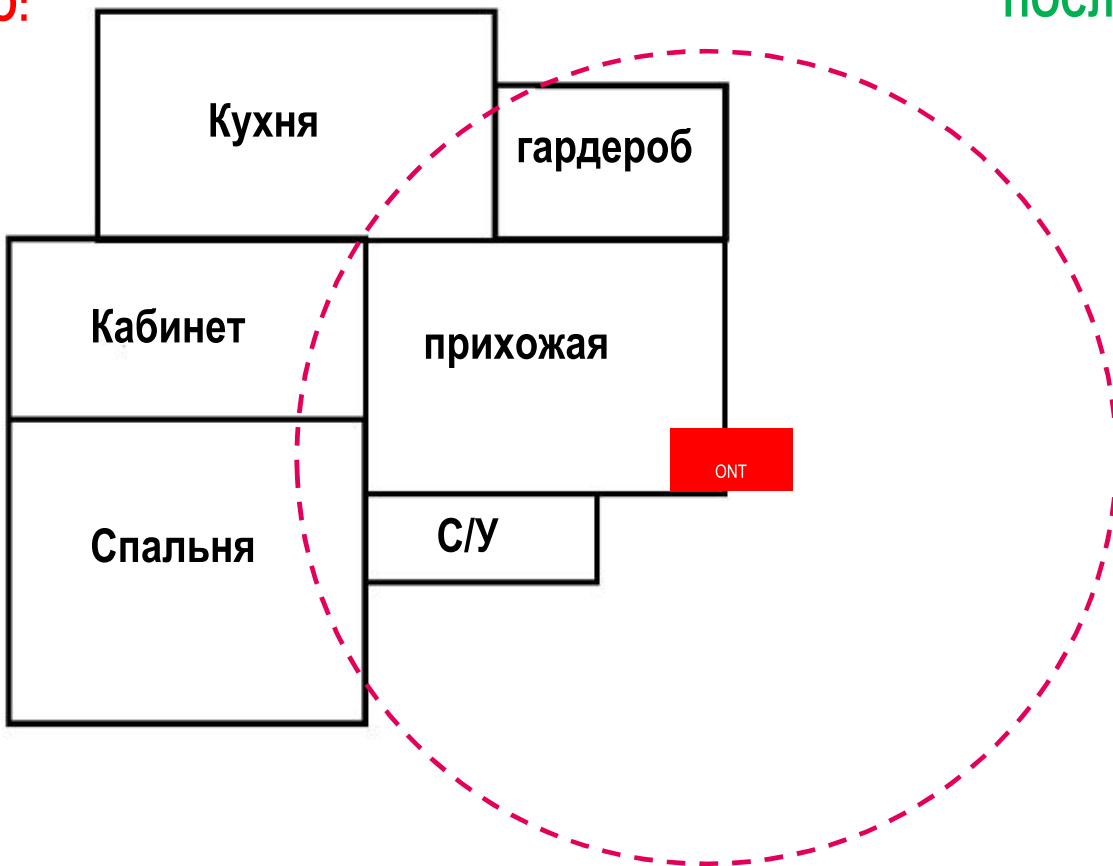 Кухня
гардероб
Кабинет
прихожая
ONT
Спальня
С/У